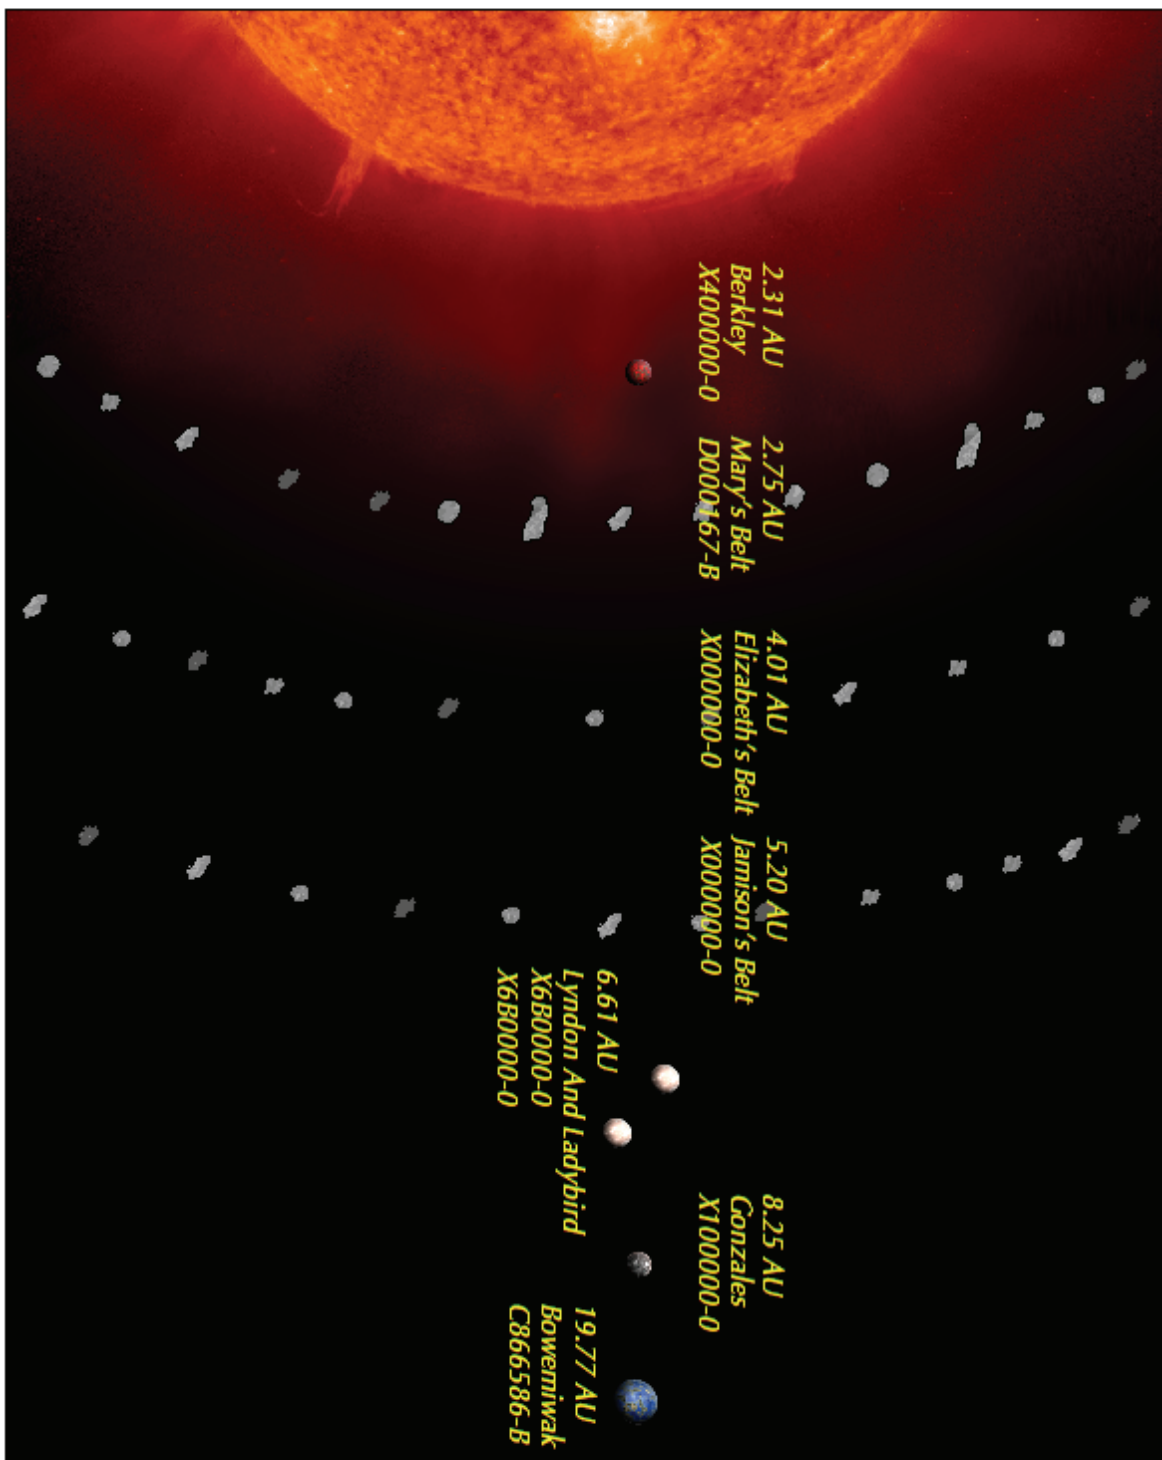 2.31 AU
Berkley
X400000-0
2.75 AU
Mary's Belt
D000167-B
4.01 AU
Elizabeth's Belt
X000000-0
5.20 AU
Jamison's Belt
X000000-0
6.61 AU
Lyndon And Ladybird
X6B0000-0
X6B0000-0
8.25 AU
Gonzales
X100000-0
19.77 AU
Bowemiwak
C866586-B